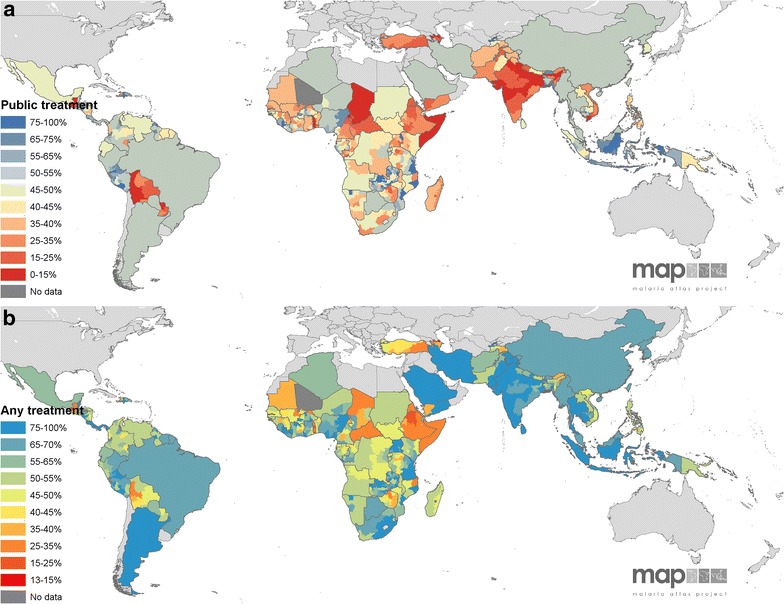 a
Public treatment
75-100%
65-75%
55-65%
50-55%
45-50%
40-45%
35-40%
25-35%
15-25%
0-15%
No data
map
malaria atlas project
b
Any treatment
75-100%
65-70%
55-65%
50-55%
45-50%
40-45%
35-40%
25-35%
15-25%
13-15%
No data
map
malaria atlas project